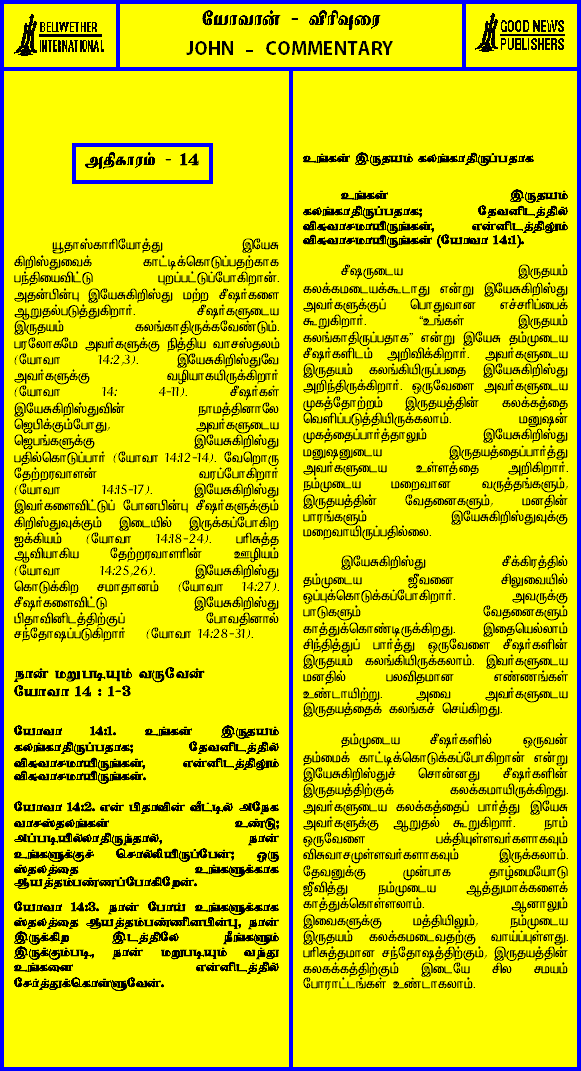 BELLWETHER
INTERNATIONAL
யோவான் - விரிவுரை
JOHN - COMMENTARY
GOOD NEWS
PUBLISHERS
அதிகாரம் - 14
யூதாஸ்காரியோத்து இயேசு
கிறிஸ்துவைக் காட்டிக்கொடுப்பதற்காக
பந்தியைவிட்டு புறப்பட்டுப்போகிறான்.
அதன்பின்பு இயேசுகிறிஸ்து மற்ற சீஷர்களை
ஆறுதல்படுத்துகிறார். சீஷர்களுடைய
இருதயம் கலங்காதிருக்கவேண்டும்.
பரலோகமே அவர்களுக்கு நித்திய வாசஸ்தலம்
(யோவா 14:2,3). இயேசுகிறிஸ்துவே
அவர்களுக்கு வழியாகயிருக்கிறார்
(யோவா 14: 4-11). சீஷர்கள்
இயேசுகிறிஸ்துவின் நாமத்தினாலே
ஜெபிக்கும்போது, அவர்களுடைய
ஜெபங்களுக்கு இயேசுகிறிஸ்து
பதில்கொடுப்பார் (யோவா 14:12-14). வேறொரு
தேற்றரவாளன் வரப்போகிறார்
(யோவா 14:15-17). இயேசுகிறிஸ்து
இவர்களைவிட்டுப் போனபின்பு சீஷர்களுக்கும்
கிறிஸ்துவுக்கும் இடையில் இருக்கப்போகிற
ஐக்கியம் (யோவா 14:18-24). பரிசுத்த
ஆவியாகிய தேற்றரவாளரின் ஊழியம்
(யோவா 14:25,26). இயேசுகிறிஸ்து
கொடுக்கிற சமாதானம் (யோவா 14:27).
சீஷர்களைவிட்டு இயேசுகிறிஸ்து
பிதாவினிடத்திற்குப் போவதினால்
சந்தோஷப்படுகிறார் (யோவா 14:28-31).
நான் மறுபடியும் வருவேன்
யோவா 14 : 1-3
யோவா 14:1. உங்கள் இருதயம்
கலங்காதிருப்பதாக; தேவனிடத்தில்
விசுவாசமாயிருங்கள், என்னிடத்திலும்
விசுவாசமாயிருங்கள்.
யோவா 14:2. என் பிதாவின் வீட்டில் அநேக
வாசஸ்தலங்கள் உண்டு;
அப்படியில்லாதிருந்தால், நான்
உங்களுக்குச் சொல்லியிருப்பேன்; ஒரு
ஸ்தலத்தை உங்களுக்காக
ஆயத்தம்பண்ணப்போகிறேன்.
யோவா 14:3. நான் போய் உங்களுக்காக
ஸ்தலத்தை ஆயத்தம்பண்ணினபின்பு, நான்
இருக்கிற இடத்திலே நீங்களும்
இருக்கும்படி, நான் மறுபடியும் வந்து
உங்களை என்னிடத்தில்
சேர்த்துக்கொள்ளுவேன்.
உங்கள் இருதயம் கலங்காதிருப்பதாக
உங்கள் இருதயம்
கலங்காதிருப்பதாக; தேவனிடத்தில்
விசுவாசமாயிருங்கள், என்னிடத்திலும்
விசுவாசமாயிருங்கள் (யோவா 14:1).
சீஷருடைய இருதயம்
கலக்கமடையக்கூடாது என்று இயேசுகிறிஸ்து
அவர்களுக்குப் பொதுவான எச்சரிப்பைக்
கூறுகிறார். "உங்கள் இருதயம்
கலங்காதிருப்பதாக" என்று இயேசு தம்முடைய
சீஷர்களிடம் அறிவிக்கிறார். அவர்களுடைய
இருதயம் கலங்கியிருப்பதை இயேசுகிறிஸ்து
அறிந்திருக்கிறார். ஒருவேளை அவர்களுடைய
முகத்தோற்றம் இருதயத்தின் கலக்கத்தை
வெளிப்படுத்தியிருக்கலாம். மனுஷன்
முகத்தைப்பார்த்தாலும் இயேசுகிறிஸ்து
மனுஷனுடைய இருதயத்தைப்பார்த்து
அவர்களுடைய உள்ளத்தை அறிகிறார்.
நம்முடைய மறைவான வருத்தங்களும்,
இருதயத்தின் வேதனைகளும், மனதின்
பாரங்களும் இயேசுகிறிஸ்துவுக்கு
மறைவாயிருப்பதில்லை.
இயேசுகிறிஸ்து சீக்கிரத்தில்
தம்முடைய ஜீவனை சிலுவையில்
ஒப்புக்கொடுக்கப்போகிறார். அவருக்கு
பாடுகளும் வேதனைகளும்
காத்துக்கொண்டிருக்கிறது. இதையெல்லாம்
சிந்தித்துப் பார்த்து ஒருவேளை சீஷர்களின்
இருதயம் கலங்கியிருக்கலாம். இவர்களுடைய
மனதில் பலவிதமான எண்ணங்கள்
உண்டாயிற்று. அவை அவர்களுடைய
இருதயத்தைக் கலங்கச் செய்கிறது.
தம்முடைய சீஷர்களில் ஒருவன்
தம்மைக் காட்டிக்கொடுக்கப்போகிறான் என்று
இயேசுகிறிஸ்துச் சொன்னது சீஷர்களின்
இருதயத்திற்குக் கலக்கமாயிருக்கிறது.
அவர்களுடைய கலக்கத்தைப் பார்த்து இயேசு
அவர்களுக்கு ஆறுதல் கூறுகிறார். நாம்
ஒருவேளை பக்தியுள்ளவர்களாகவும்
விசுவாசமுள்ளவர்களாகவும் இருக்கலாம்.
தேவனுக்கு முன்பாக தாழ்மையோடு
ஜீவித்து நம்முடைய ஆத்துமாக்களைக்
காத்துக்கொள்ளலாம். ஆனாலும்
இவைகளுக்கு மத்தியிலும், நம்முடைய
இருதயம் கலக்கமடைவதற்கு வாய்ப்புள்ளது.
பரிசுத்தமான சந்தோஷத்திற்கும், இருதயத்தின்
கலகக்கத்திற்கும் இடையே சில சமயம்
போராட்டங்கள் உண்டாகலாம்.